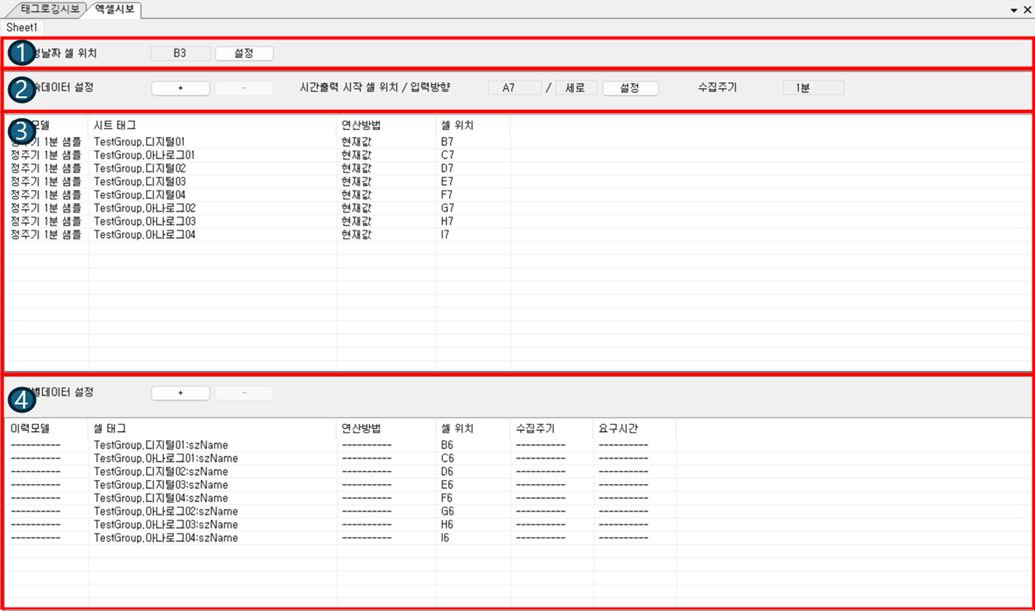 태그로깅시보 엑셀시보
Sheet1
1 날짜 셀 위치 B3 설정
2 데이터 설정 + - 시간출력 시작 셀 위치 / 입력방향 A7 / 세로 설정 수집주기 1분
3 모델 시트 태그 연산방법 셀 위치
정주기 1분 샘플 TestGroup.디지털01 현재값 B7
정주기 1분 샘플 TestGroup.아나로그01 현재값 C7
정주기 1분 샘플 TestGroup.디지털02 현재값 D7
정주기 1분 샘플 TestGroup.디지털03 현재값 E7
정주기 1분 샘플 TestGroup.디지털04 현재값 F7
정주기 1분 샘플 TestGroup.아나로그02 현재값 G7
정주기 1분 샘플 TestGroup.아나로그03 현재값 H7
정주기 1분 샘플 TestGroup.아나로그04 현재값 I7
4 별데이터 설정 + -
이력모델 셀 태그 연산방법 셀 위치 수집주기 요구시간
---------- TestGroup.디지털01:szName ---------- B6 ---------- ----------
---------- TestGroup.아나로그01:szName ---------- C6 ---------- ----------
---------- TestGroup.디지털02:szName ---------- D6 ---------- ----------
---------- TestGroup.디지털03:szName ---------- E6 ---------- ----------
---------- TestGroup.디지털04:szName ---------- F6 ---------- ----------
---------- TestGroup.아나로그02:szName ---------- G6 ---------- ----------
---------- TestGroup.아나로그03:szName ---------- H6 ---------- ----------
---------- TestGroup.아나로그04:szName ---------- I6 ---------- ----------